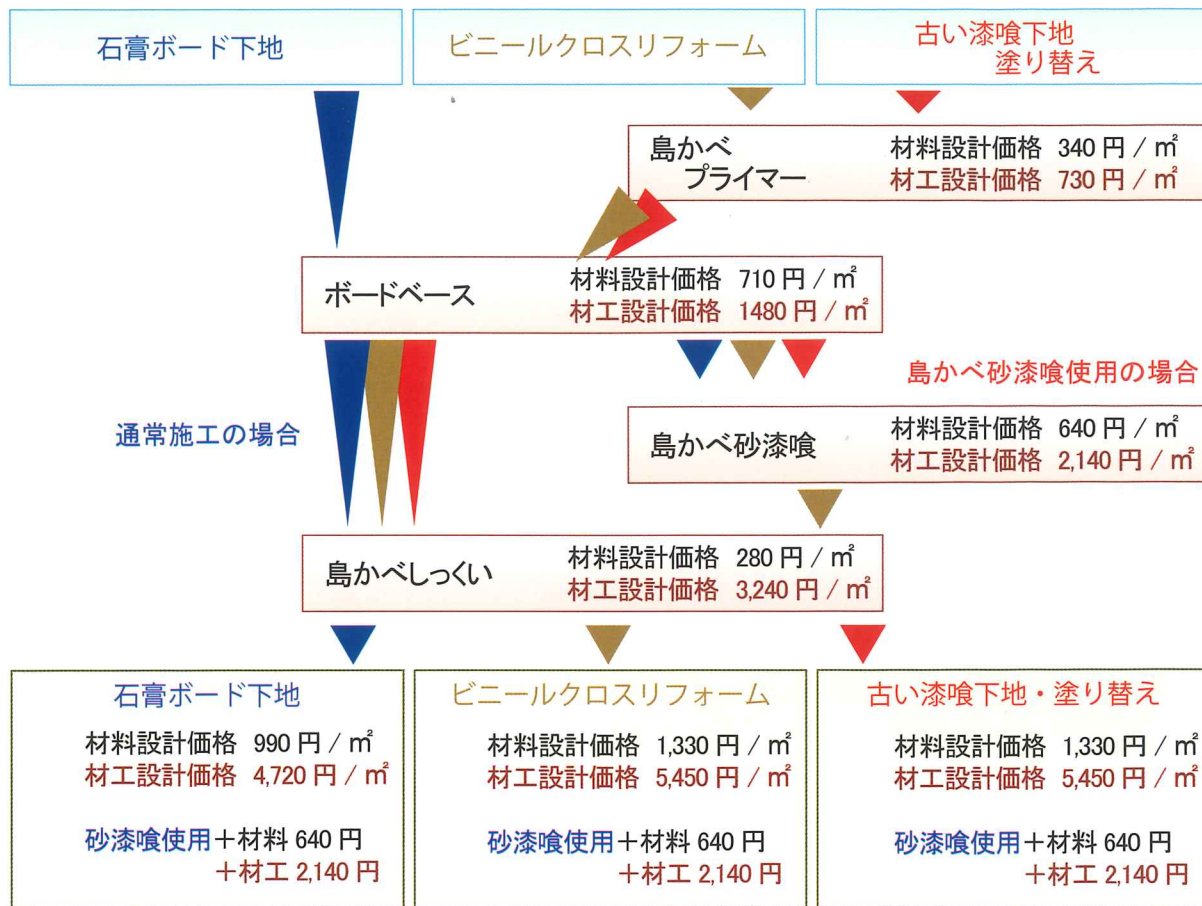 石膏ボード下地
ビニールクロスリフォーム
古い漆喰下地
塗り替え
島かべ
プライマー
材料設計価格 340 円 / ㎡
材工設計価格 730 円 / ㎡
ボードベース
材料設計価格 710 円 / ㎡
材工設計価格 1480 円 / ㎡
通常施工の場合
島かべ砂漆喰使用の場合
島かべ砂漆喰
材料設計価格 640 円 / ㎡
材工設計価格 2,140 円 / ㎡
島かべしっくい
材料設計価格 280 円 / ㎡
材工設計価格 3,240 円 / ㎡
石膏ボード下地
材料設計価格 990 円 / ㎡
材工設計価格 4,720 円 / ㎡
砂漆喰使用＋材料 640 円
＋材工 2,140 円
ビニールクロスリフォーム
材料設計価格 1,330 円 / ㎡
材工設計価格 5,450 円 / ㎡
砂漆喰使用＋材料 640 円
＋材工 2,140 円
古い漆喰下地・塗り替え
材料設計価格 1,330 円 / ㎡
材工設計価格 5,450 円 / ㎡
砂漆喰使用＋材料 640 円
＋材工 2,140 円